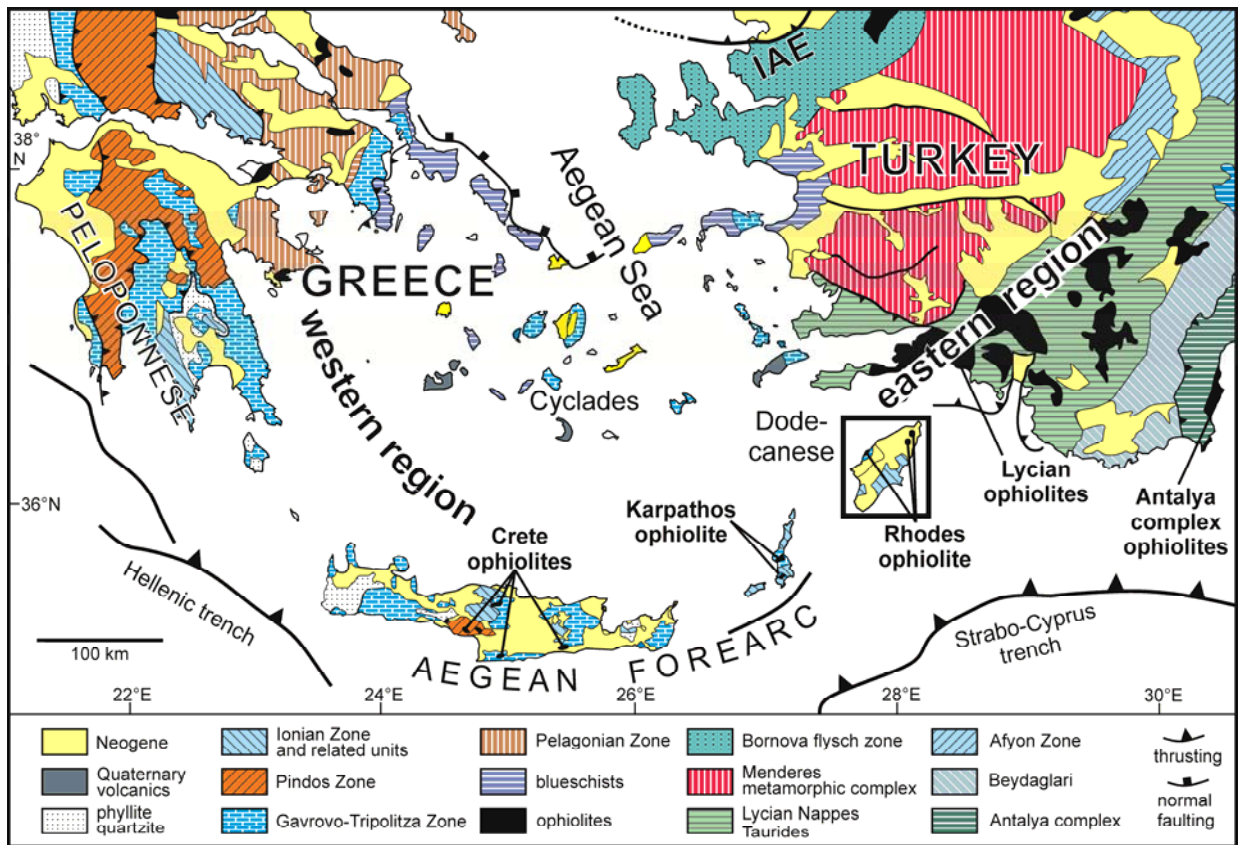 IAE
38°
N
TURKEY
Aegean Sea
PELOPONNESE
GREECE
western region
eastern region
Cyclades
Dode-
canese
36°N
Lycian
ophiolites
Antalya
complex
ophiolites
Karpathos
ophiolite
Rhodes
ophiolite
Crete
ophiolites
Hellenic trench
Strabo-Cyprus
trench
100 km
AEGEAN FOREARC
22°E
24°E
26°E
28°E
30°E
Neogene
Ionian Zone
and related units
Pelagonian Zone
Bornova flysch zone
Afyon Zone
thrusting
Quaternary
volcanics
Pindos Zone
blueschists
Menderes
metamorphic complex
Beydaglari
normal
faulting
phyllite
quartzite
Gavrovo-Tripolitza Zone
ophiolites
Lycian Nappes
Taurides
Antalya complex